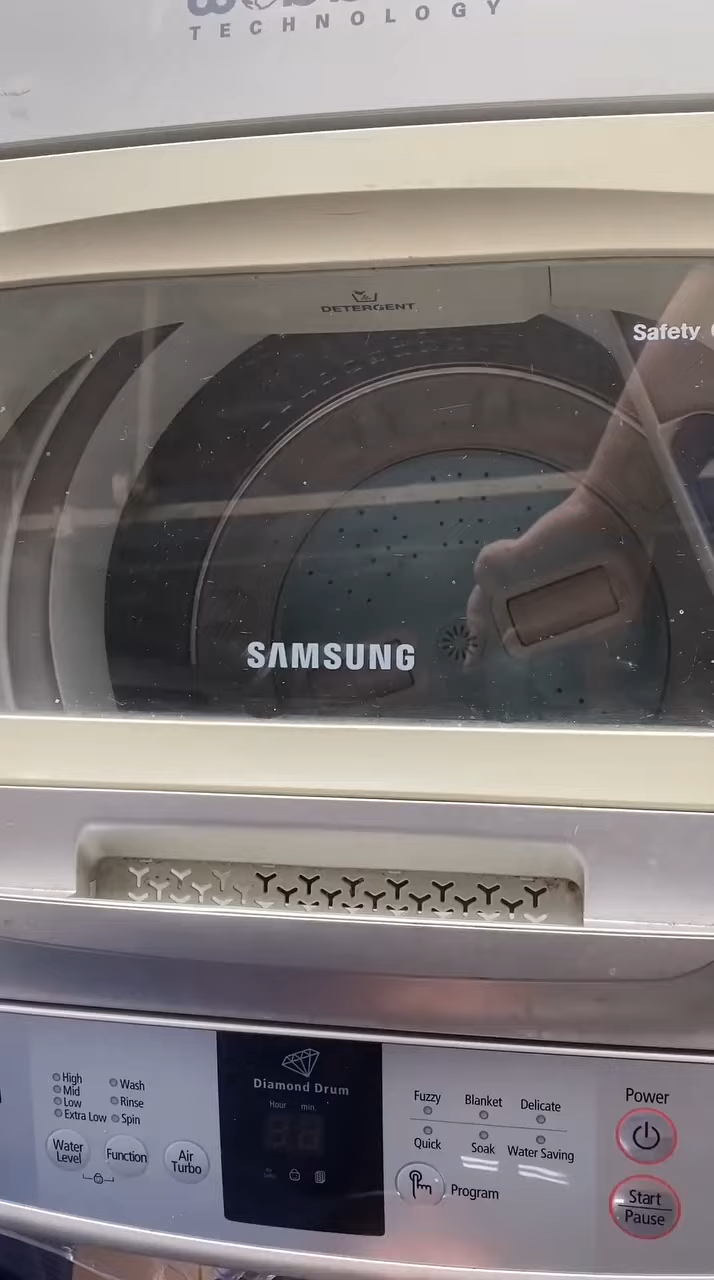 TECHNOLOGY
DETERGENT
Safety
SAMSUNG
Diamond Drum
Hour min.
High
Mid
Low
Extra Low
Wash
Rinse
Spin
Water
Level
Function
Air
Turbo
Fuzzy Blanket Delicate
Quick Soak Water Saving
Program
Power
Start
Pause